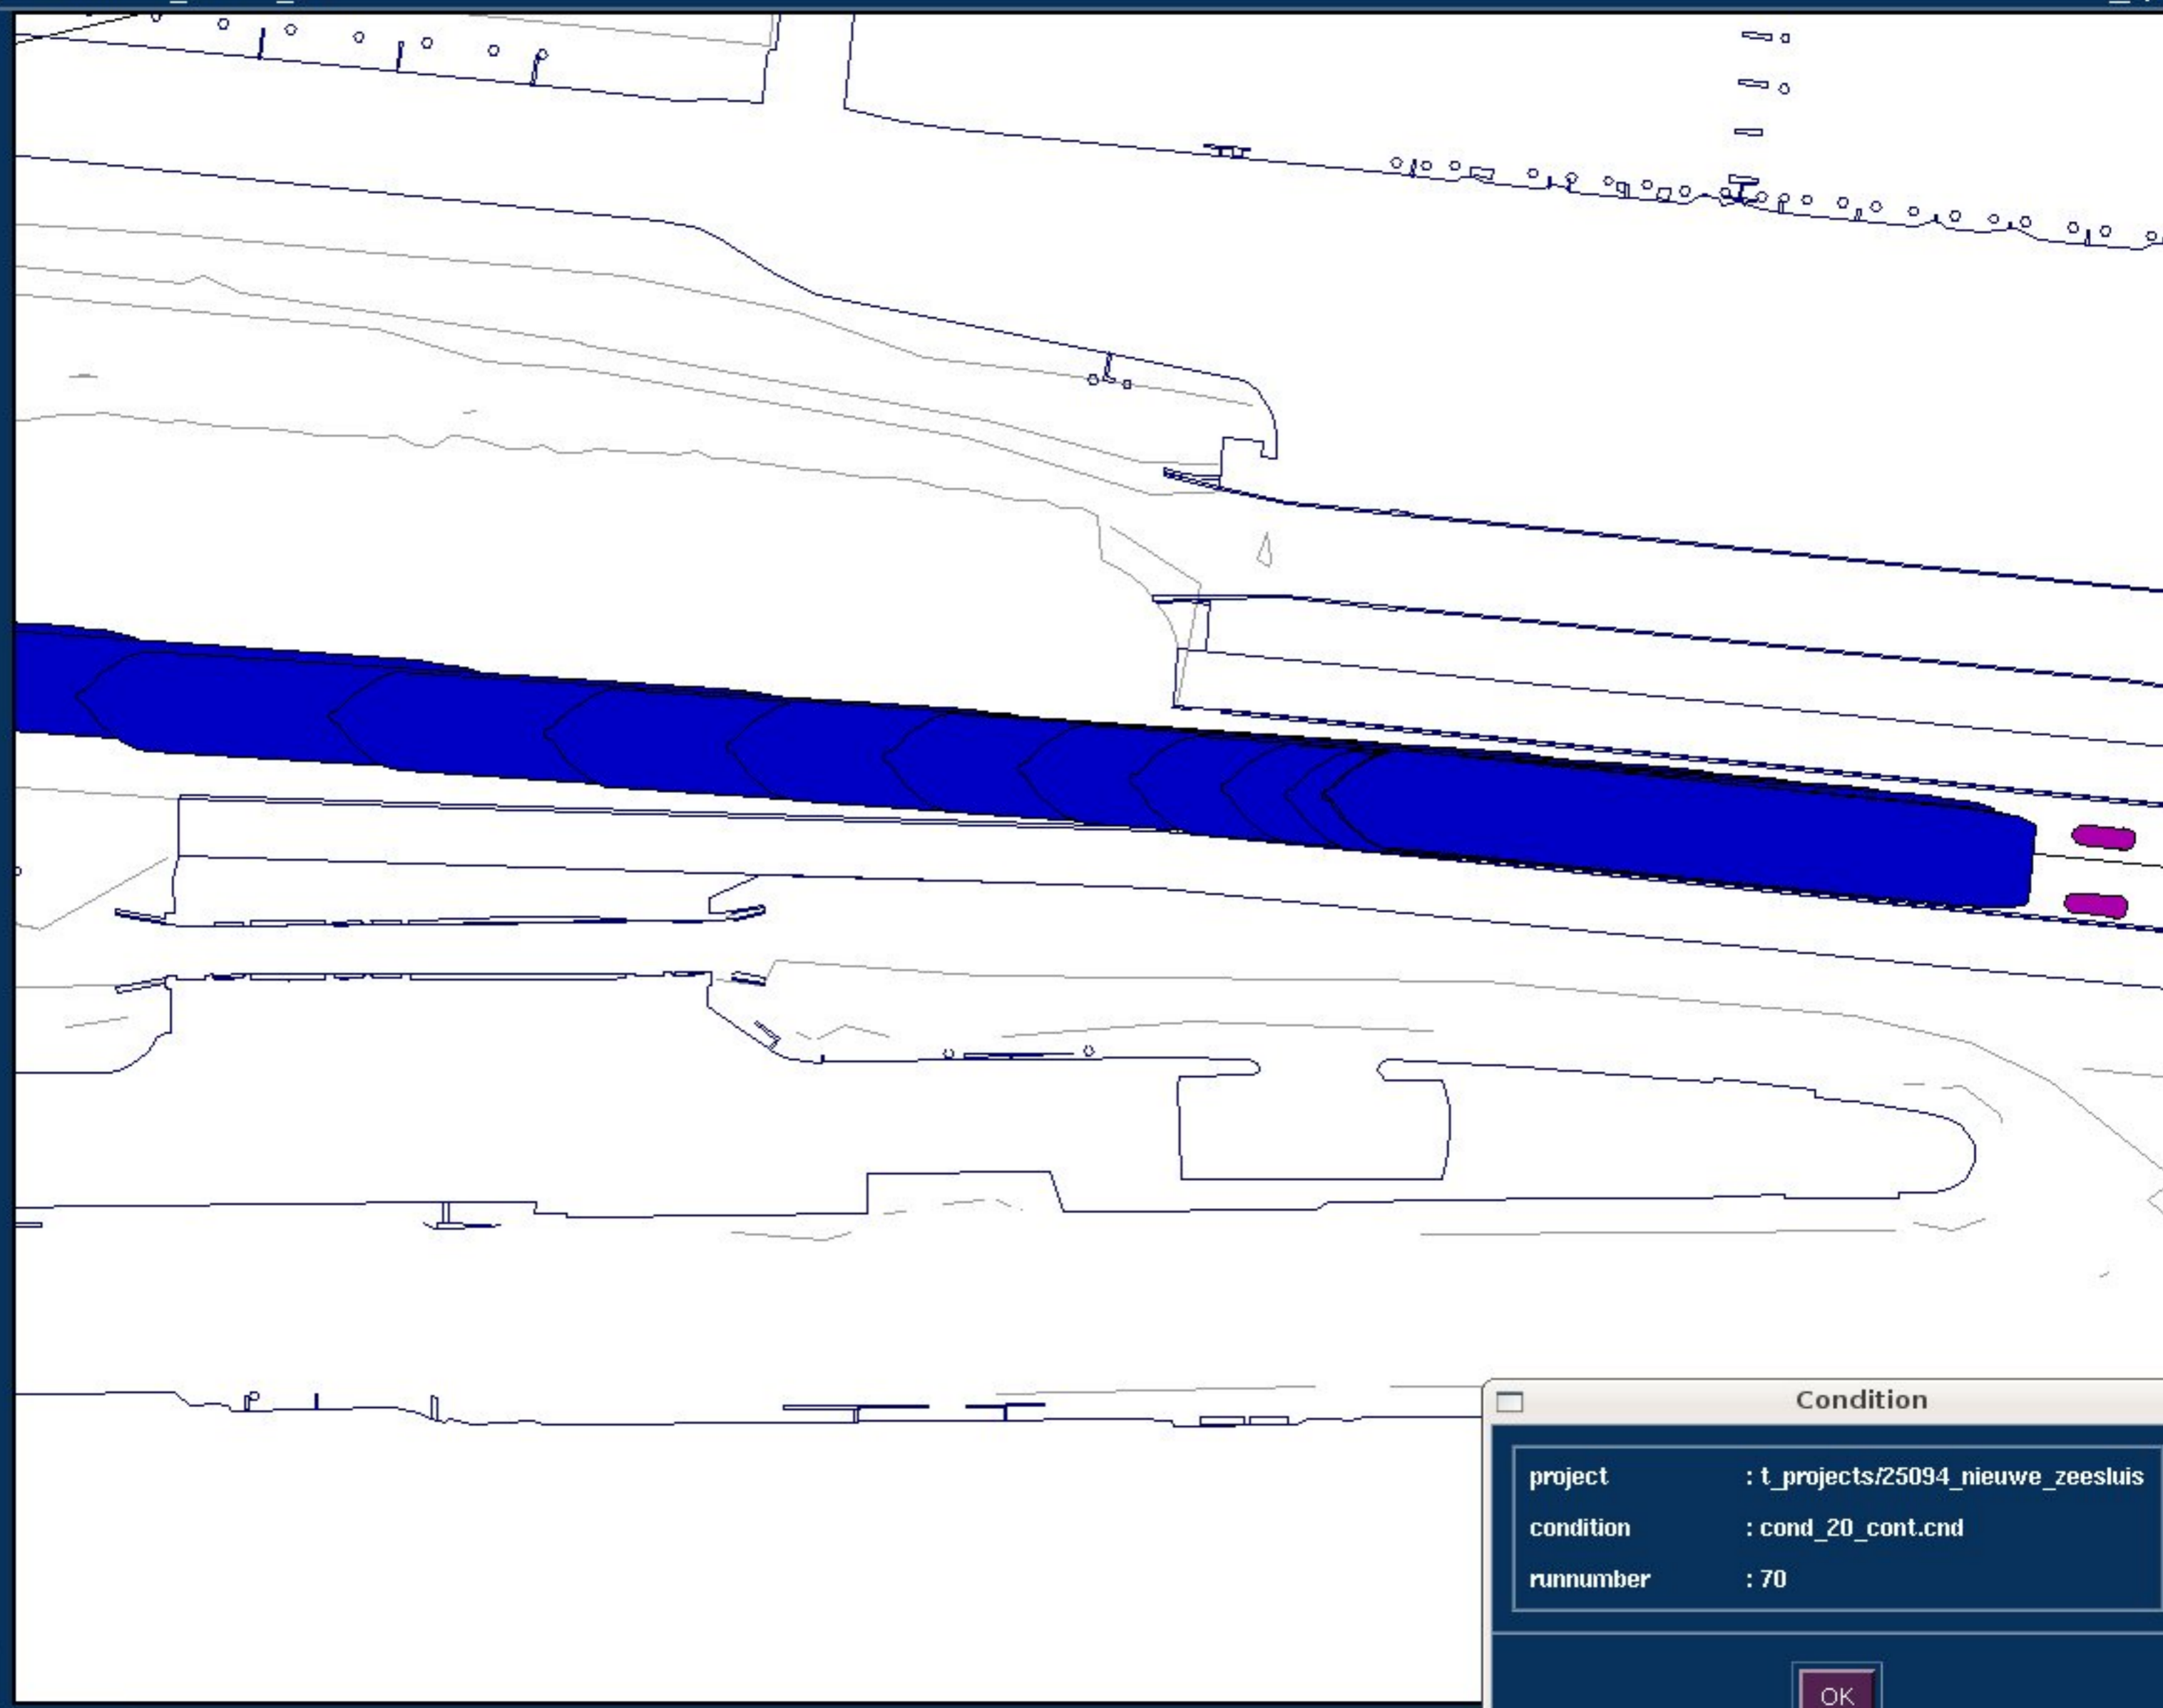 Condition
project : t_projects/25094_nieuwe_zeesluis
condition : cond_20_cont.cnd
runnumber : 70
OK